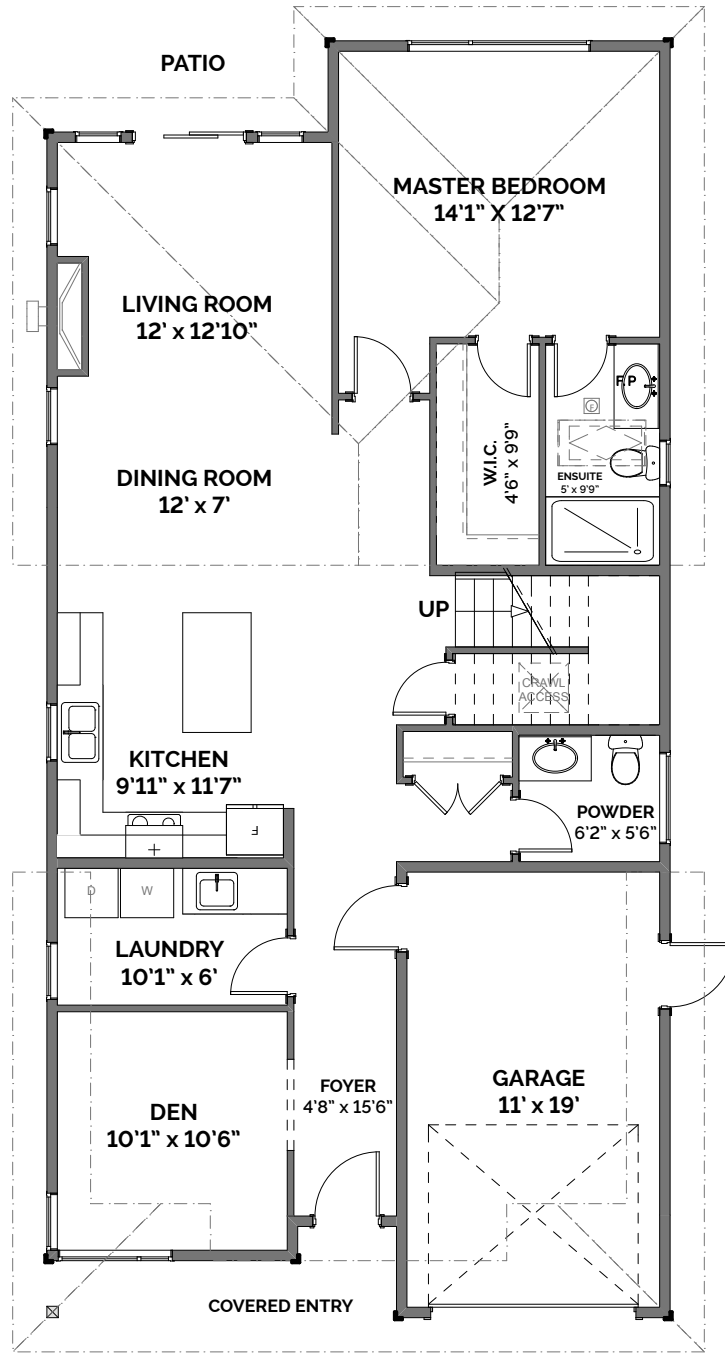 PATIO
MASTER BEDROOM
14'1" X 12'7"
LIVING ROOM
12' x 12'10"
F.P
E
DINING ROOM
12' x 7'
W.I.C.
4'6" x 9'9"
ENSUITE
5' x 9'9"
UP
CRAWL
ACCESS
KITCHEN
9'11" x 11'7"
POWDER
6'2" x 5'6"
F
D
W
LAUNDRY
10'1" x 6'
FOYER
4'8" x 15'6"
GARAGE
11' x 19'
DEN
10'1" x 10'6"
COVERED ENTRY